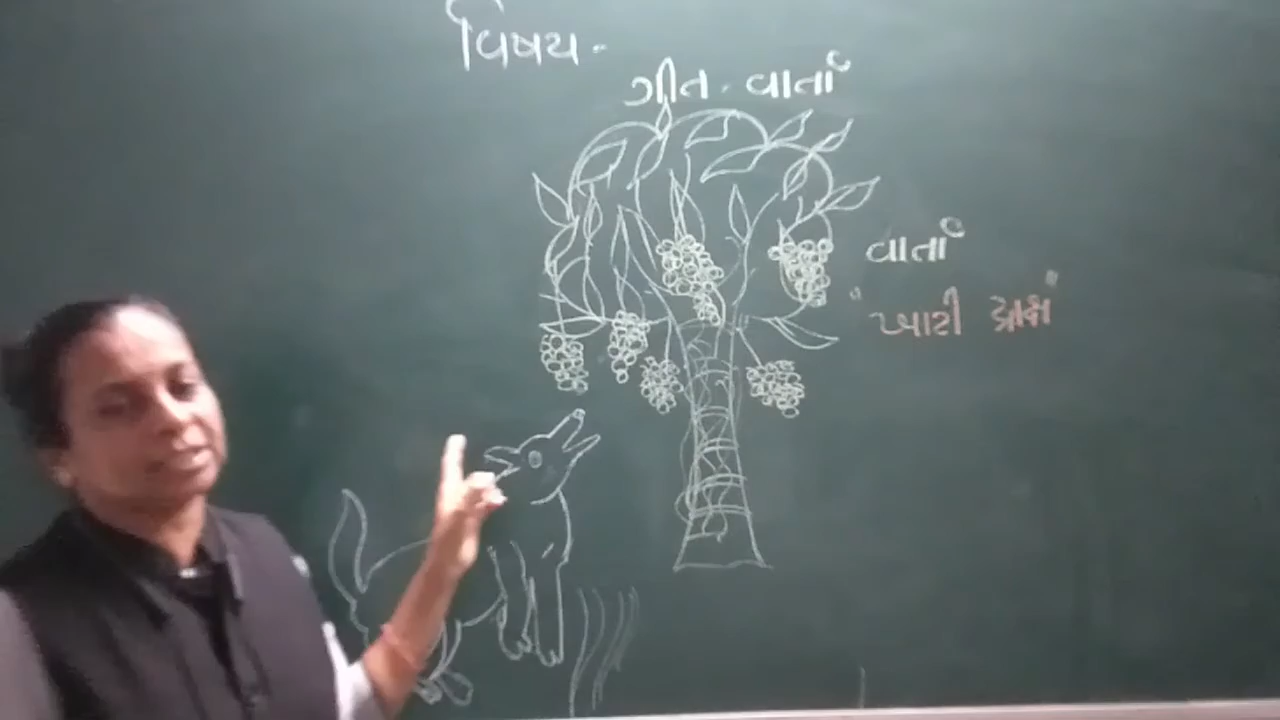 વિષય -
ગીત - વાર્તા
વાર્તા
"ખાટી દ્રાક્ષ"